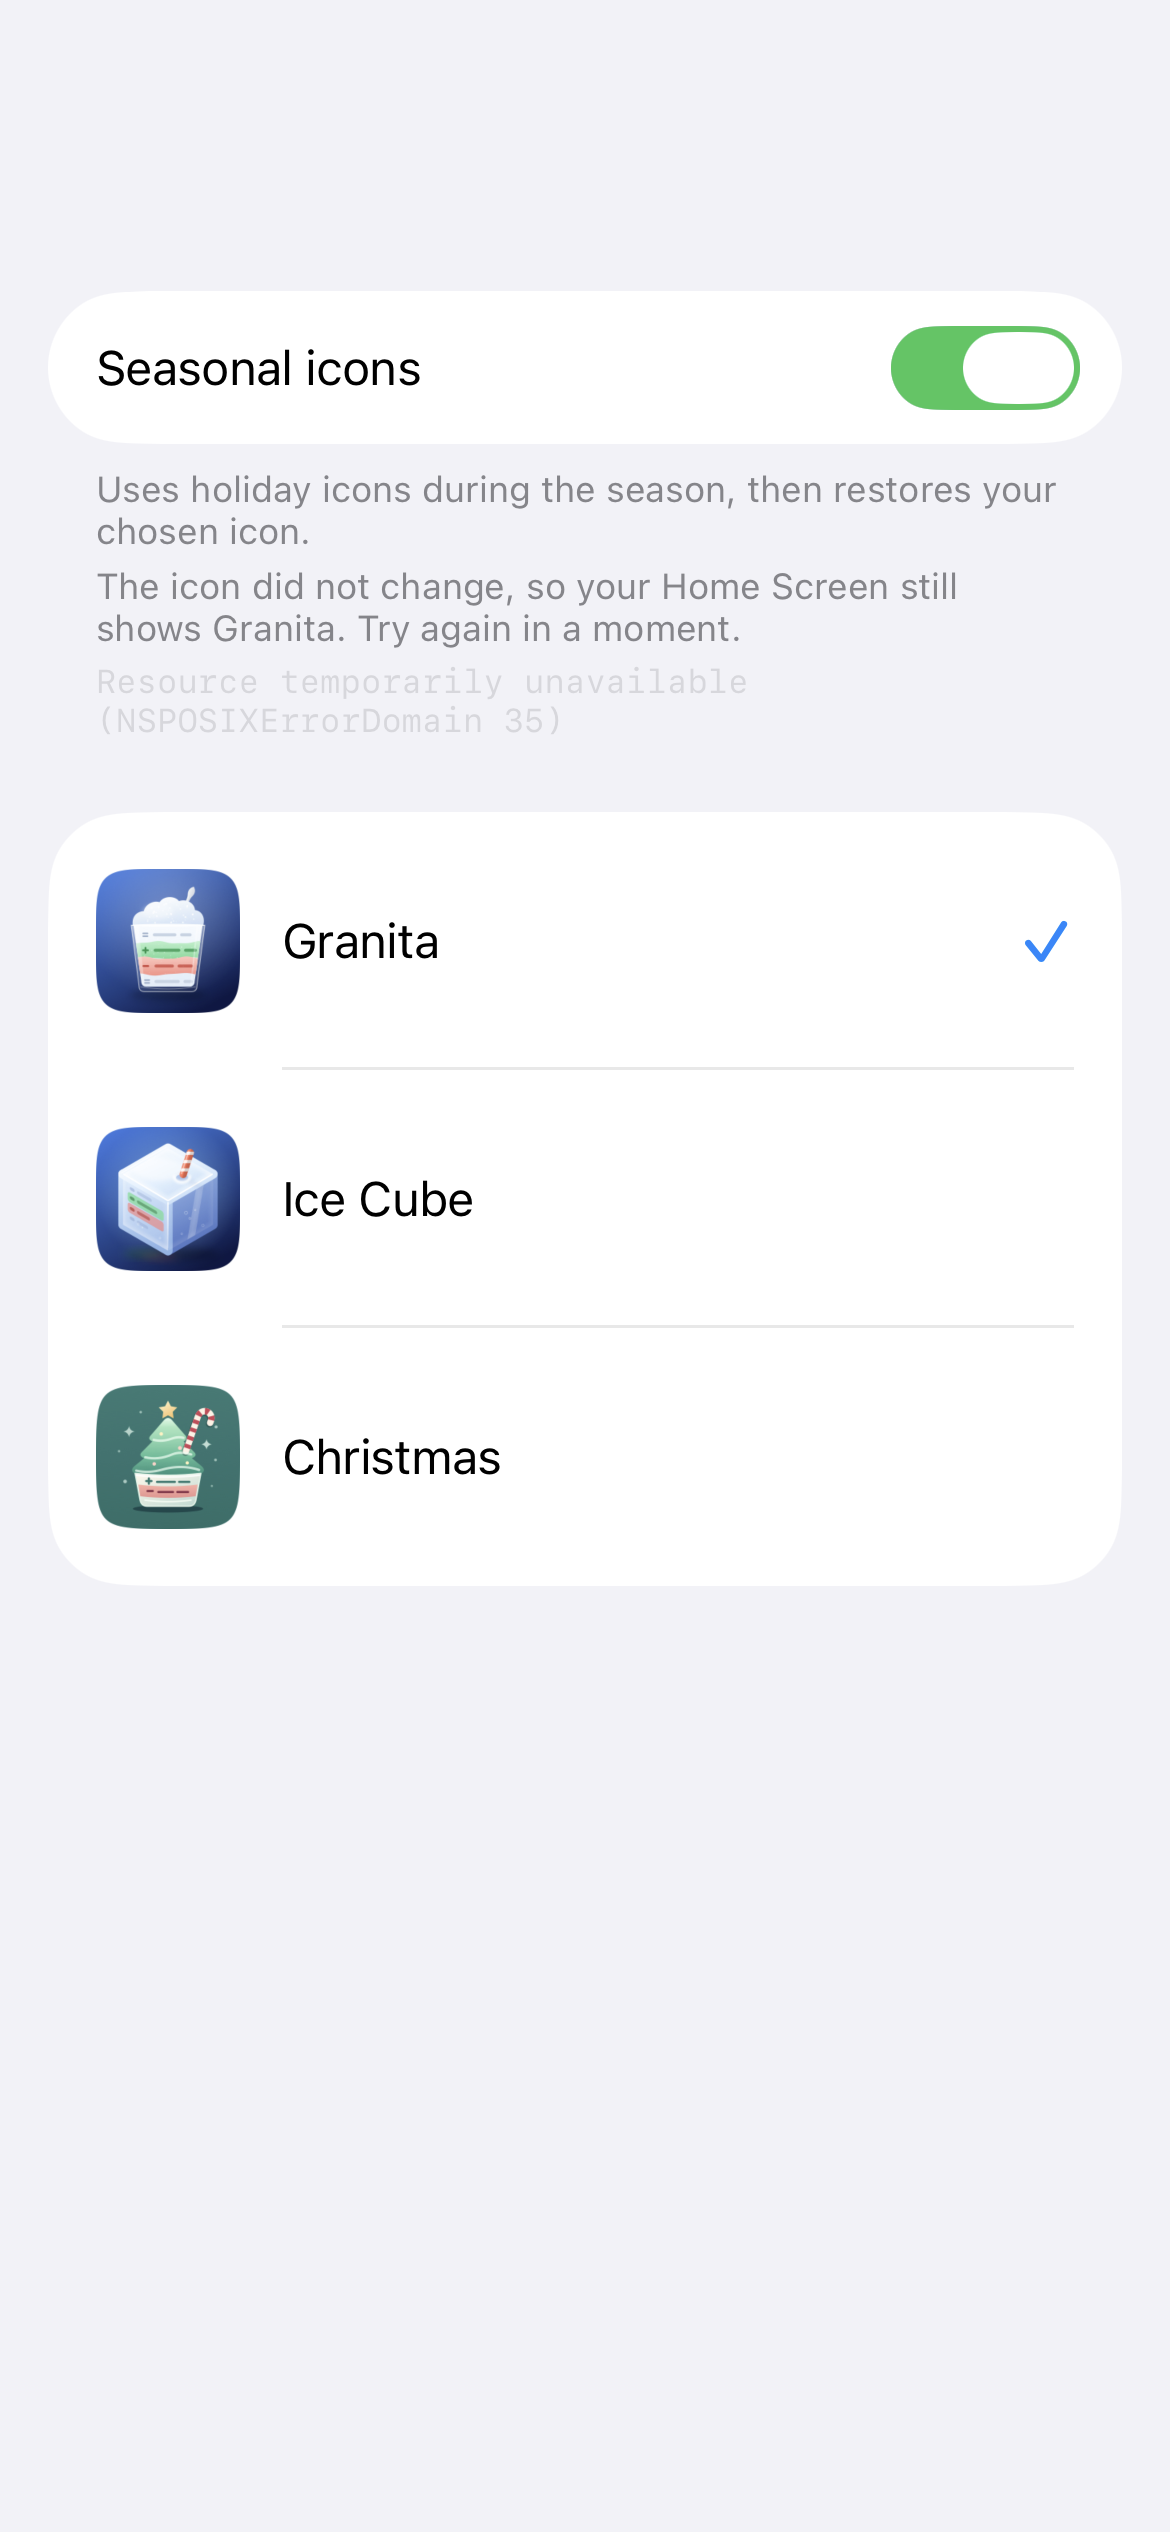 Seasonal icons
Uses holiday icons during the season, then restores your
chosen icon.
The icon did not change, so your Home Screen still
shows Granita. Try again in a moment.
Resource temporarily unavailable
(NSPOSIXErrorDomain 35)
Granita
Ice Cube
Christmas